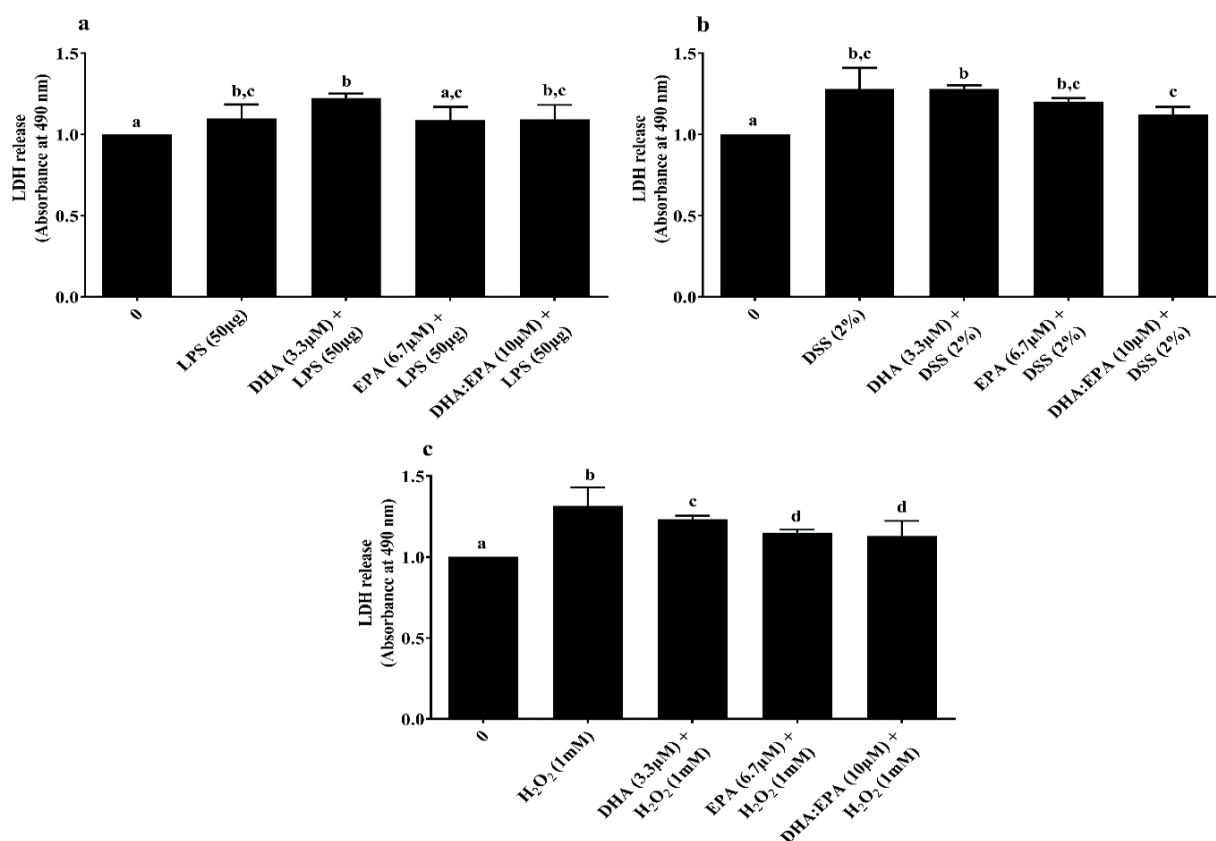 a
LDH release
(Absorbance at 490 nm)
1.5
1.0
0.5
0.0
a
b,c
b
a,c
b,c
0
LPS (50µg)
DHA (3.3µM) +
LPS (50µg)
EPA (6.7µM) +
LPS (50µg)
DHA:EPA (10µM) +
LPS (50µg)
b
LDH release
(Absorbance at 490 nm)
1.5
1.0
0.5
0.0
a
b,c
b
b,c
c
0
DSS (2%)
DHA (3.3µM) +
DSS (2%)
EPA (6.7µM) +
DSS (2%)
DHA:EPA (10µM) +
DSS (2%)
c
LDH release
(Absorbance at 490 nm)
1.5
1.0
0.5
0.0
a
b
c
d
d
0
H₂O₂ (1mM)
DHA (3.3µM) +
H₂O₂ (1mM)
EPA (6.7µM) +
H₂O₂ (1mM)
DHA:EPA (10µM) +
H₂O₂ (1mM)